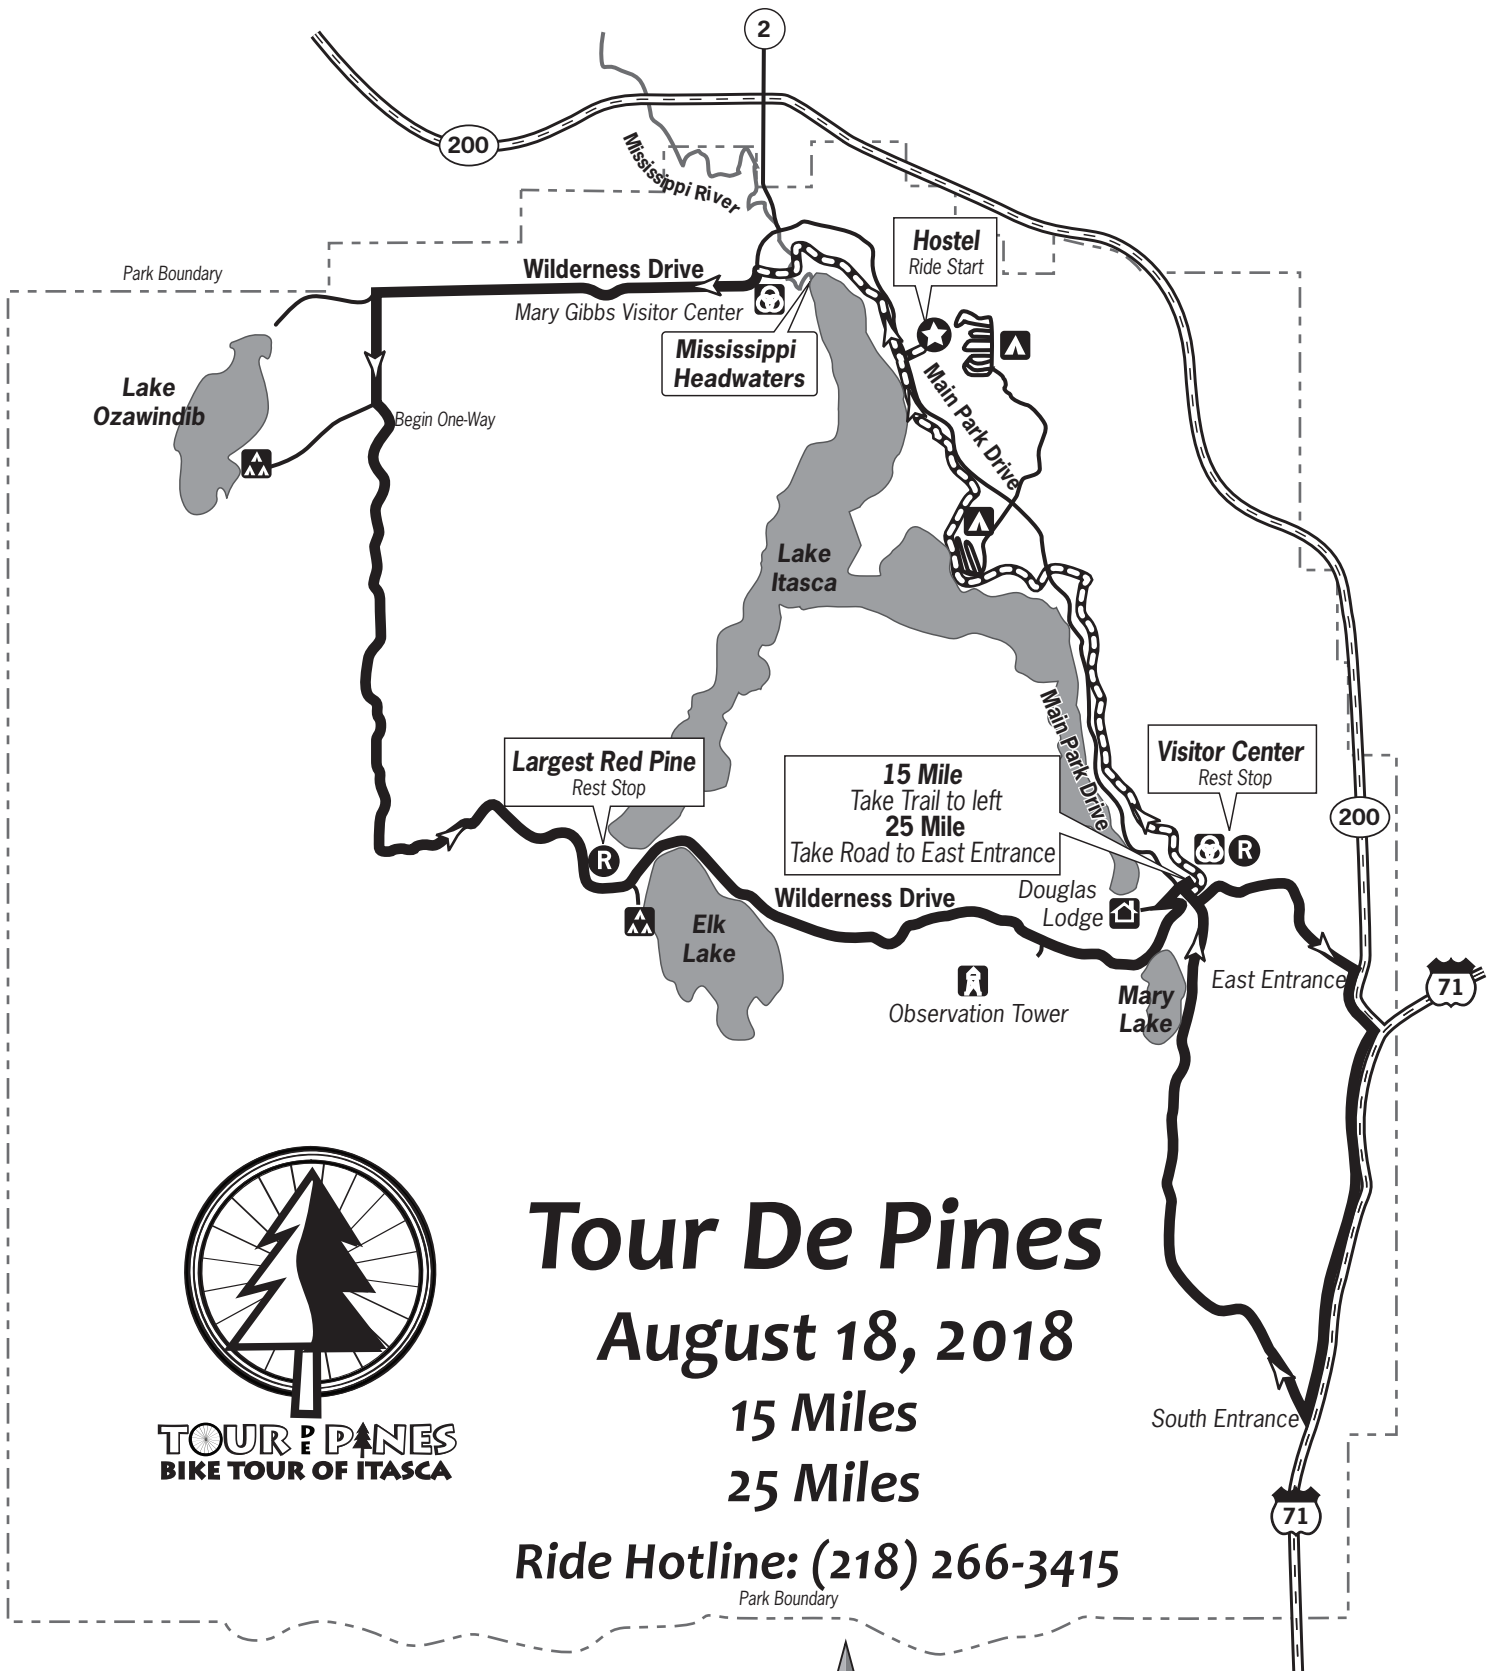 2
200
Mississippi River
Hostel
Ride Start
Park Boundary
Wilderness Drive
Mary Gibbs Visitor Center
Mississippi
Headwaters
Lake
Ozawindib
Begin One-Way
Main Park Drive
Lake
Itasca
Main Park Drive
Largest Red Pine
Rest Stop
R
15 Mile
Take Trail to left
25 Mile
Take Road to East Entrance
Visitor Center
Rest Stop
R
200
Wilderness Drive
Douglas
Lodge
Elk
Lake
Observation Tower
Mary
Lake
East Entrance
71
Tour De Pines
August 18, 2018
15 Miles
25 Miles
Ride Hotline: (218) 266-3415
TOUR DE PINES
BIKE TOUR OF ITASCA
South Entrance
71
Park Boundary